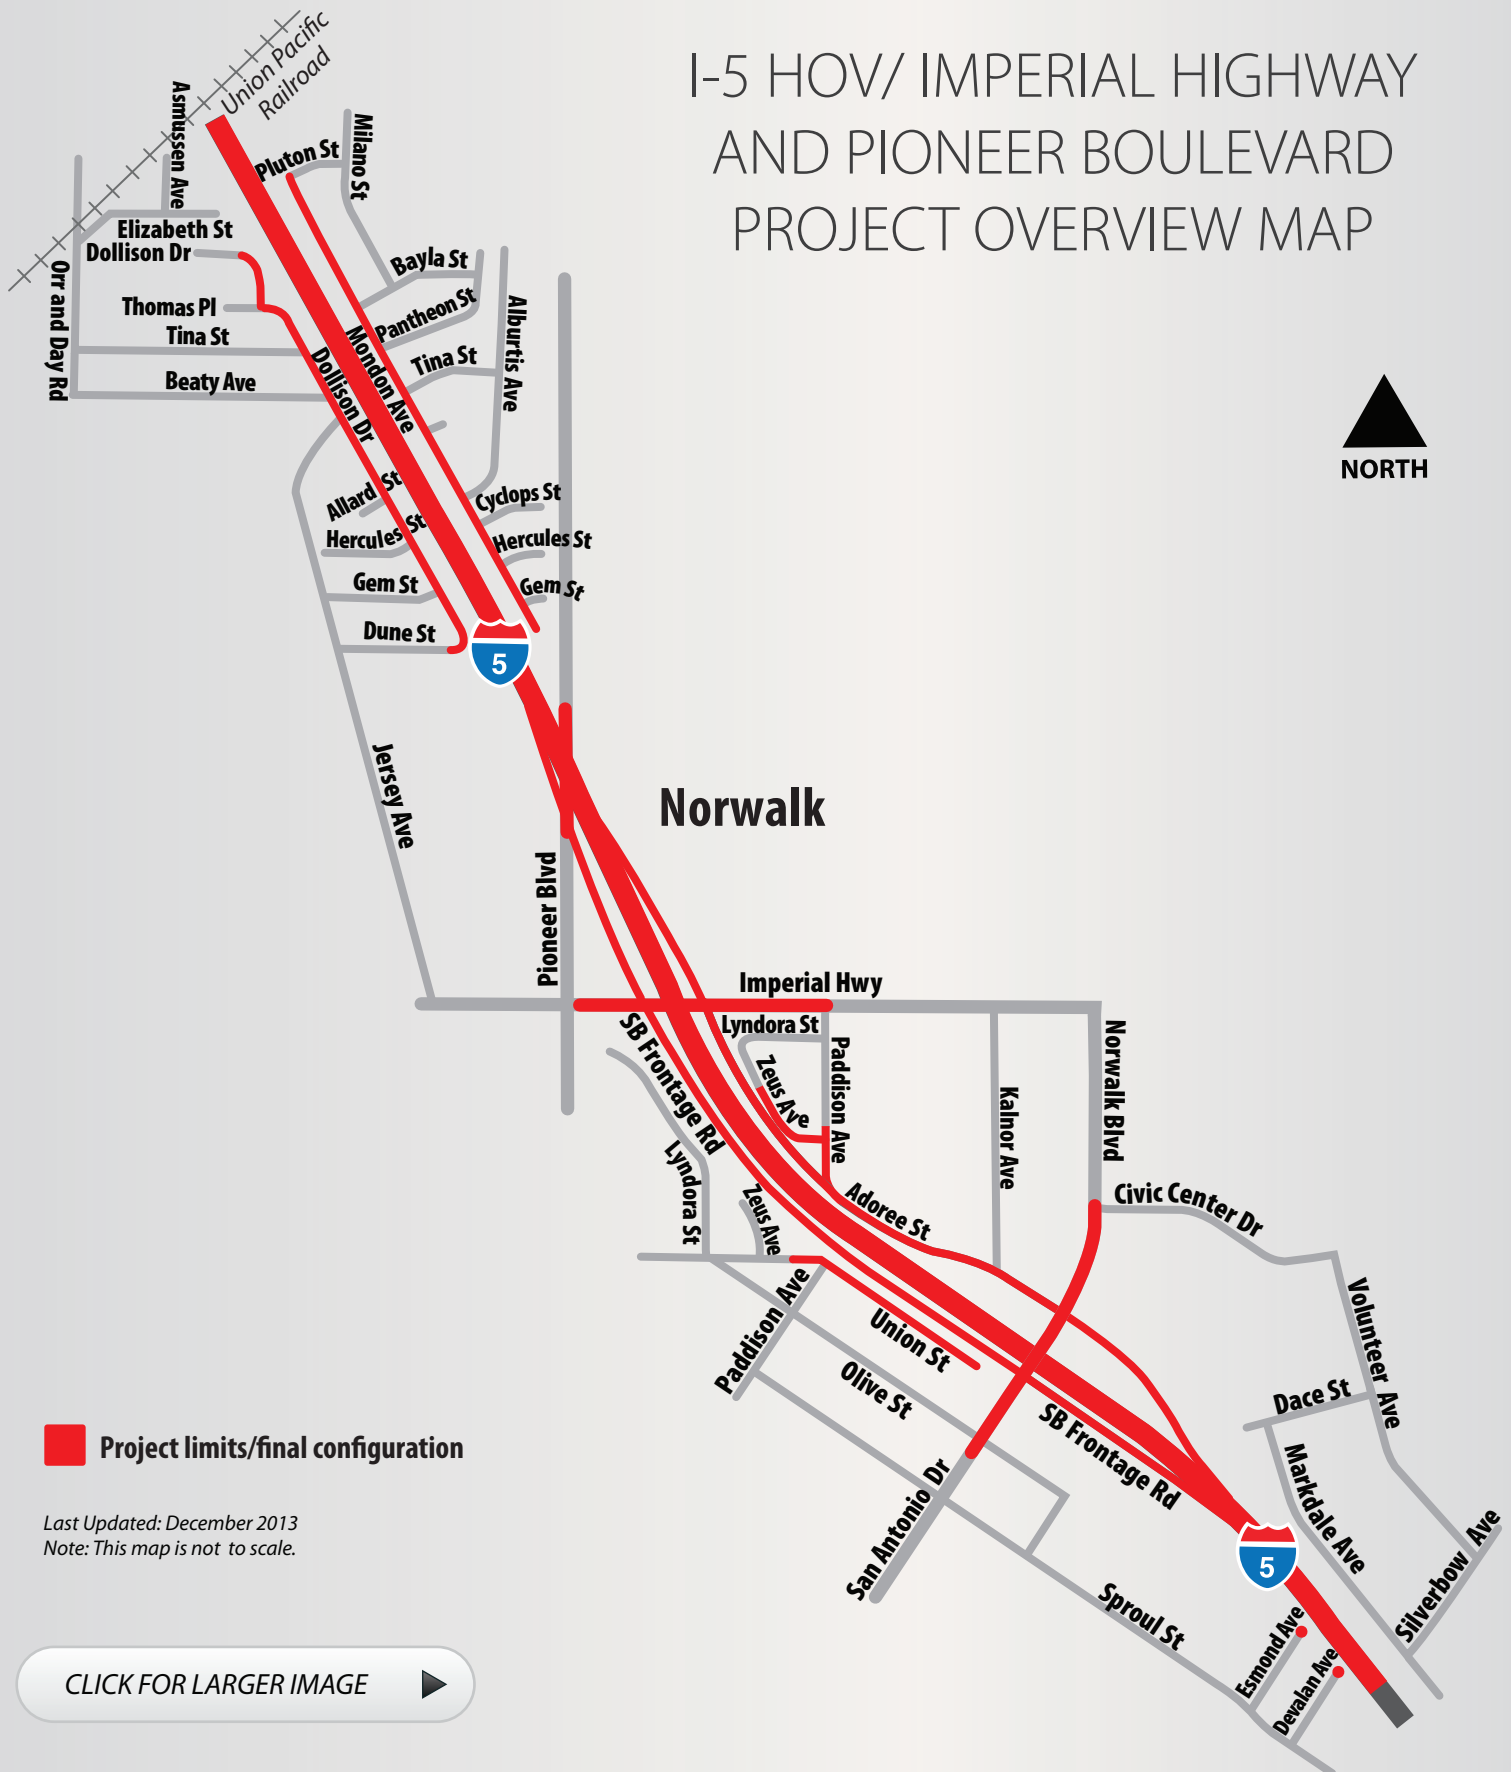 I-5 HOV/ IMPERIAL HIGHWAY
AND PIONEER BOULEVARD
PROJECT OVERVIEW MAP
Union Pacific
Railroad
Asmussen Ave
Milano St
Pluton St
Elizabeth St
Dollison Dr
Orr and Day Rd
Thomas Pl
Tina St
Beaty Ave
Bayla St
Pantheon St
Alburtis Ave
Mondon Ave
Dollison Dr
Tina St
NORTH
Allard St
Cyclops St
Hercules St
Hercules St
Gem St
Gem St
Dune St
5
Jersey Ave
Norwalk
Pioneer Blvd
Imperial Hwy
SB Frontage Rd
Lyndora St
Zeus Ave
Paddison Ave
Kalnor Ave
Norwalk Blvd
Lyndora St
Zeus Ave
Adoree St
Civic Center Dr
Paddison Ave
Union St
Olive St
Volunteer Ave
Dace St
SB Frontage Rd
Markdale Ave
San Antonio Dr
Silverbow Ave
5
Sproul St
Esmond Ave
Devalan Ave
Project limits/final configuration
Last Updated: December 2013
Note: This map is not to scale.
CLICK FOR LARGER IMAGE